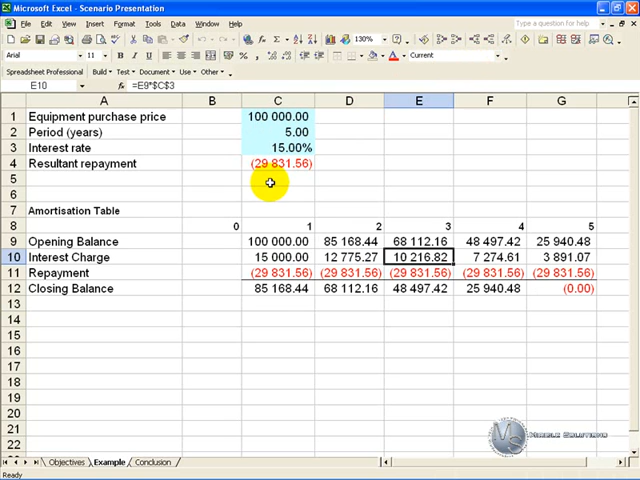 Microsoft Excel - Scenario Presentation
File Edit View Insert Format Tools Data Window Help
Type a question for help
Σ 130%
Arial 11 B I U % Comma
Spreadsheet Professional Build Test Document Use Other
E10 =E9*$C$3
A B C D E F G
1 Equipment purchase price 100 000.00
2 Period (years) 5.00
3 Interest rate 15.00%
4 Resultant repayment (29 831.56)
5
6
7 Amortisation Table
8 0 1 2 3 4 5
9 Opening Balance 100 000.00 85 168.44 68 112.16 48 497.42 25 940.48
10 Interest Charge 15 000.00 12 775.27 10 216.82 7 274.61 3 891.07
11 Repayment (29 831.56) (29 831.56) (29 831.56) (29 831.56) (29 831.56)
12 Closing Balance 85 168.44 68 112.16 48 497.42 25 940.48 (0.00)
13
14
15
16
17
18
19
20
21
22
Objectives Example Conclusion
Ready